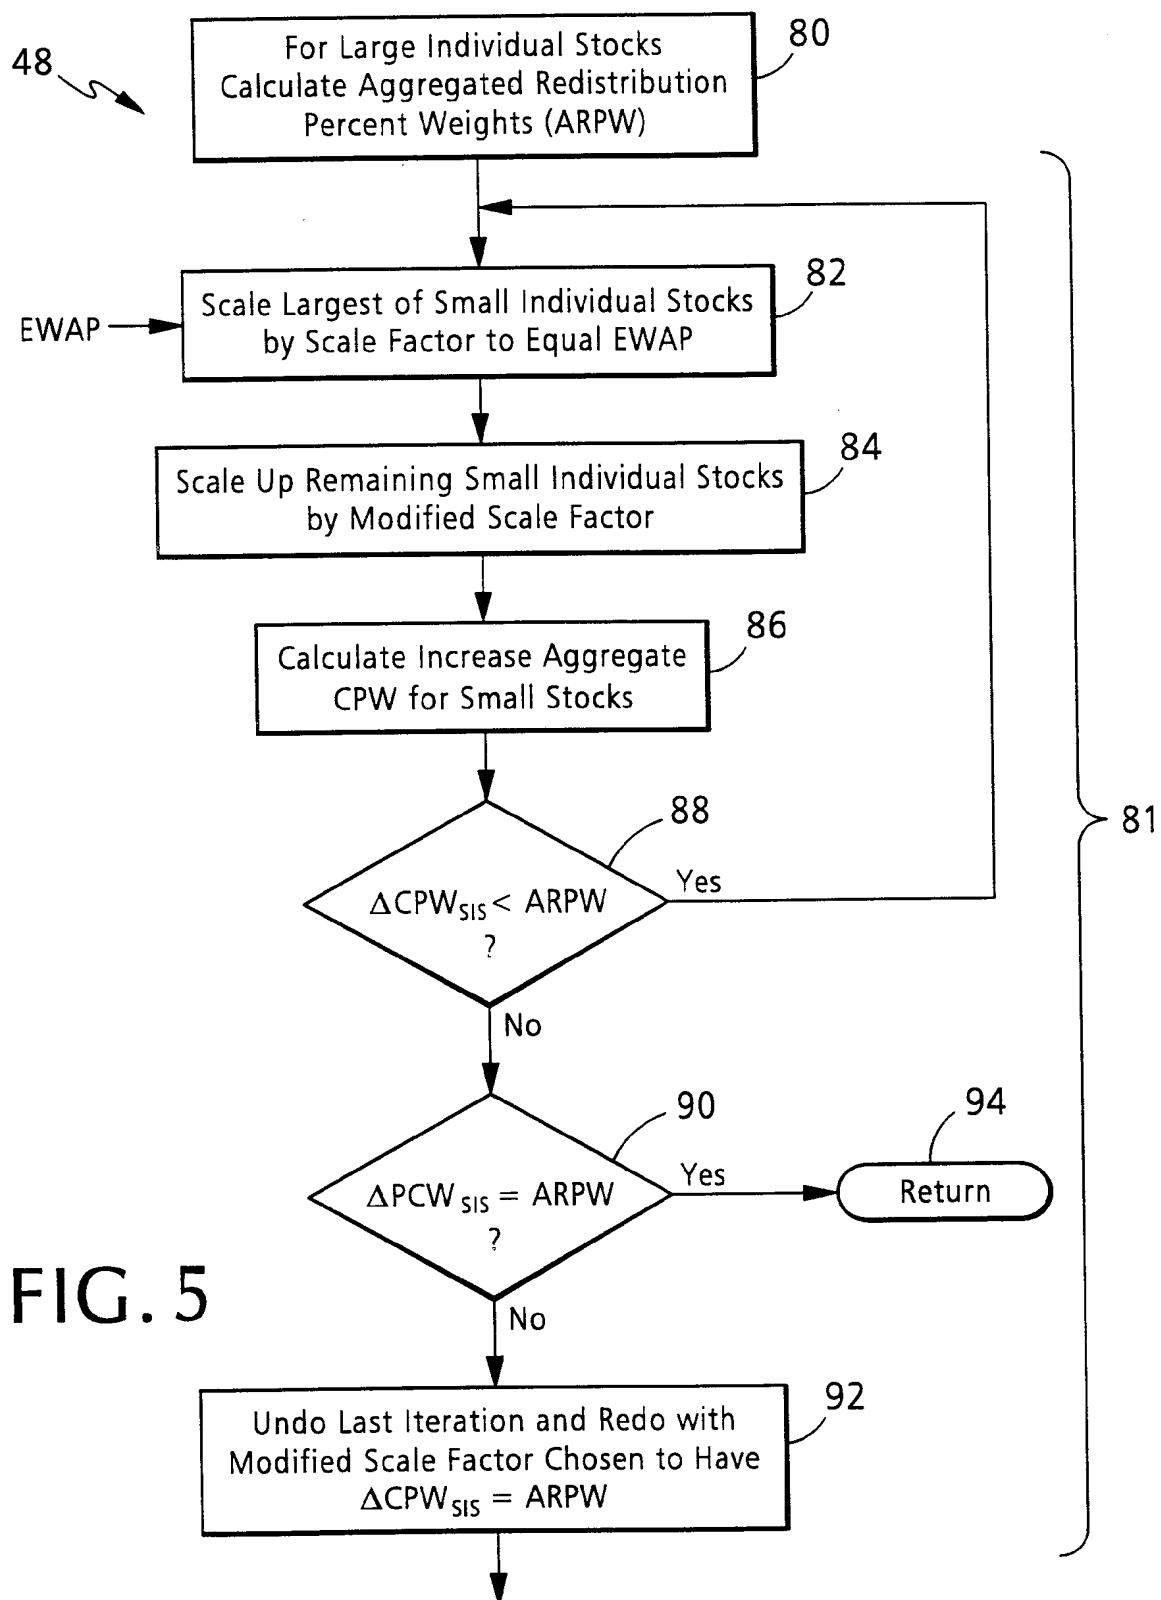 48
For Large Individual Stocks
Calculate Aggregated Redistribution
Percent Weights (ARPW)
80
EWAP
Scale Largest of Small Individual Stocks
by Scale Factor to Equal EWAP
82
Scale Up Remaining Small Individual Stocks
by Modified Scale Factor
84
Calculate Increase Aggregate
CPW for Small Stocks
86
ΔCPW_SIS < ARPW
?
88
Yes
81
No
ΔPCW_SIS = ARPW
?
90
Yes
Return
94
No
FIG. 5
Undo Last Iteration and Redo with
Modified Scale Factor Chosen to Have
ΔCPW_SIS = ARPW
92